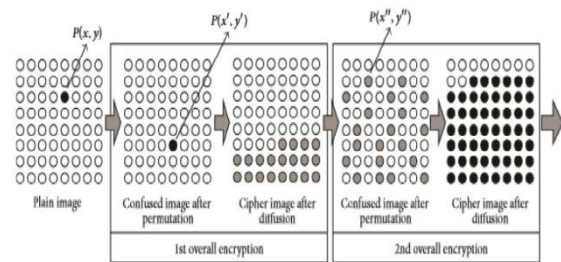 P(x, y)
P(x′, y′)
P(x″, y″)
Plain image
Confused image after
permutation
Cipher image after
diffusion
Confused image after
permutation
Cipher image after
diffusion
1st overall encryption
2nd overall encryption